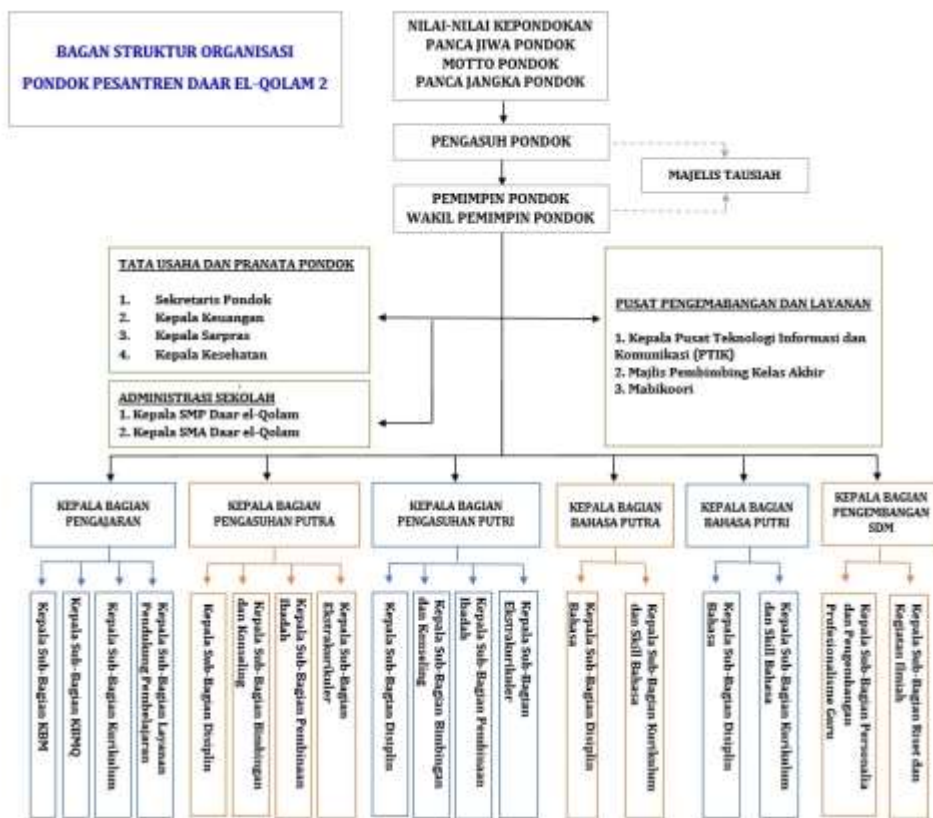 BAGAN STRUKTUR ORGANISASI
PONDOK PESANTREN DAAR EL-QOLAM 2
NILAI-NILAI KEPONDOKAN
PANCA JIWA PONDOK
MOTTO PONDOK
PANCA JANGKA PONDOK
PENGASUH PONDOK
MAJELIS TAUSIAH
PEMIMPIN PONDOK
WAKIL PEMIMPIN PONDOK
TATA USAHA DAN PRANATA PONDOK
1. Sekretaris Pondok
2. Kepala Keuangan
3. Kepala Sarpras
4. Kepala Kesehatan
ADMINISTRASI SEKOLAH
1. Kepala SMP Daar el-Qolam
2. Kepala SMA Daar el-Qolam
PUSAT PENGEMABANGAN DAN LAYANAN
1. Kepala Pusat Teknologi Informasi dan
Komunikasi (PTIK)
2. Majlis Pembimbing Kelas Akhir
3. Mabikoori
KEPALA BAGIAN
PENGAJARAN
KEPALA BAGIAN
PENGASUHAN PUTRA
KEPALA BAGIAN
PENGASUHAN PUTRI
KEPALA BAGIAN
BAHASA PUTRA
KEPALA BAGIAN
BAHASA PUTRI
KEPALA BAGIAN
PENGEMBANGAN
SDM
Kepala Sub-Bagian KBM
Kepala Sub-Bagian KBMQ
Kepala Sub-Bagian Kurikulum
Kepala Sub-Bagian Layanan
Pendukung Pembelajaran
Kepala Sub-Bagian Disiplin
Kepala Sub-Bagian Bimbingan
dan Konseling
Kepala Sub-Bagian Pembinaan
Ibadah
Kepala Sub-Bagian
Ekstrakurikuler
Kepala Sub-Bagian Disiplin
Kepala Sub-Bagian Bimbingan
dan Konseling
Kepala Sub-Bagian Pembinaan
Ibadah
Kepala Sub-Bagian
Ekstrakurikuler
Kepala Sub-Bagian Disiplin
Bahasa
Kepala Sub-Bagian Kurikulum
dan Skill Bahasa
Kepala Sub-Bagian Disiplin
Bahasa
Kepala Sub-Bagian Kurikulum
dan Skill Bahasa
Kepala Sub-Bagian Personalia
dan Pengembangan
Profesionalisme Guru
Kepala Sub-Bagian Riset dan
Kegiatan Ilmiah